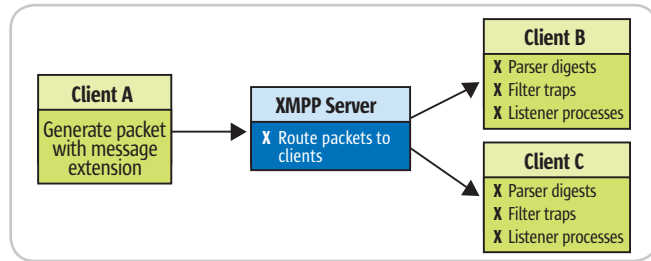 Client A
Generate packet
with message
extension
XMPP Server
X Route packets to
clients
Client B
X Parser digests
X Filter traps
X Listener processes
Client C
X Parser digests
X Filter traps
X Listener processes